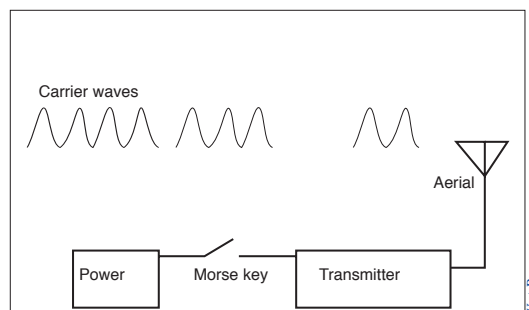 Carrier waves
Aerial
Power
Morse key
Transmitter